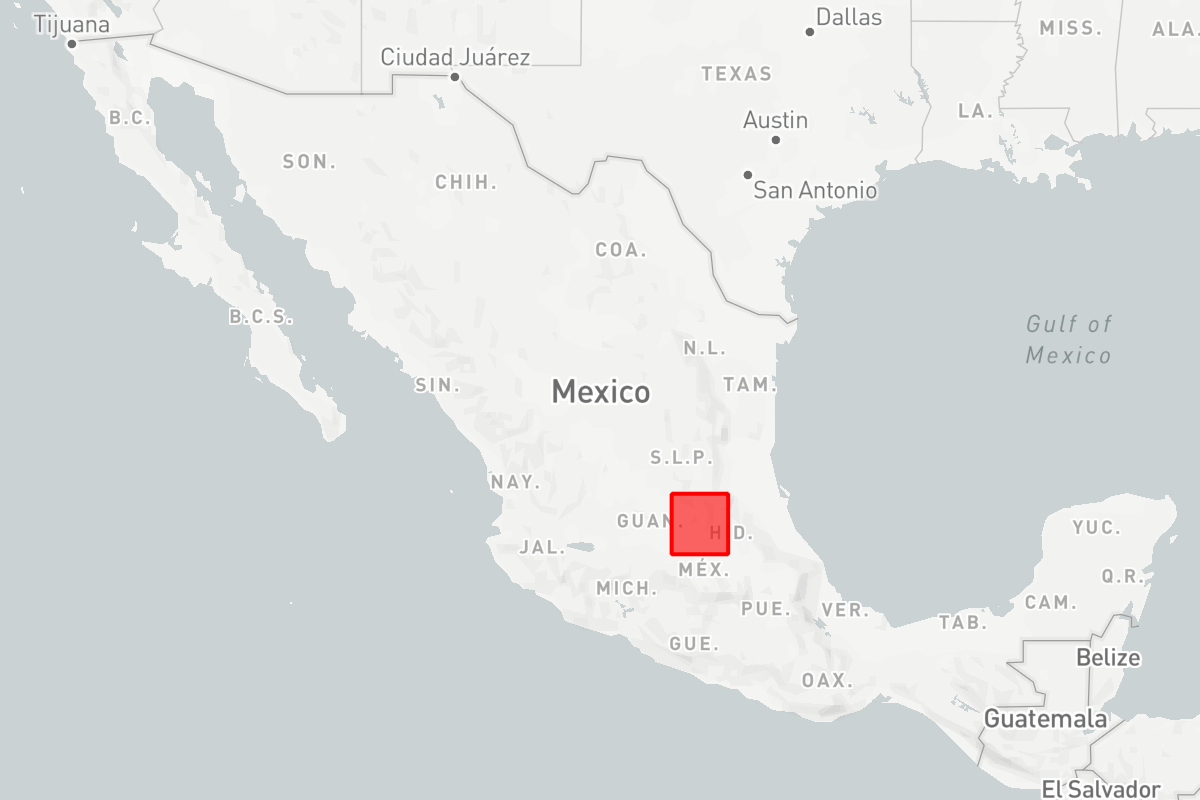 Tijuana
Dallas
MISS.
ALA.
Ciudad Juárez
TEXAS
B.C.
LA.
Austin
SON.
CHIH.
San Antonio
COA.
B.C.S.
Gulf of
Mexico
N.L.
SIN.
Mexico
TAM.
S.L.P.
NAY.
GUAN.
H D.
YUC.
JAL.
MÉX.
Q.R.
MICH.
PUE.
VER.
CAM.
TAB.
GUE.
Belize
OAX.
Guatemala
El Salvador